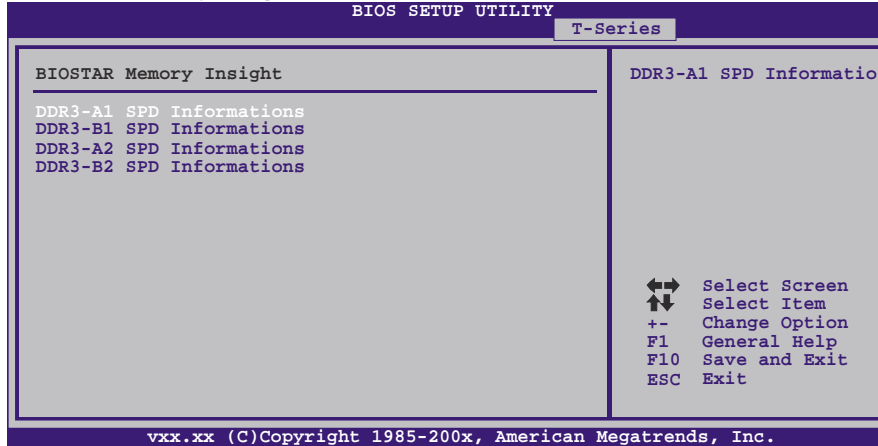 BIOS SETUP UTILITY
T-Series
BIOSTAR Memory Insight
DDR3-A1 SPD Informations
DDR3-B1 SPD Informations
DDR3-A2 SPD Informations
DDR3-B2 SPD Informations
DDR3-A1 SPD Informatio
Select Screen
Select Item
+- Change Option
F1 General Help
F10 Save and Exit
ESC Exit
vxx.xx (C)Copyright 1985-200x, American Megatrends, Inc.